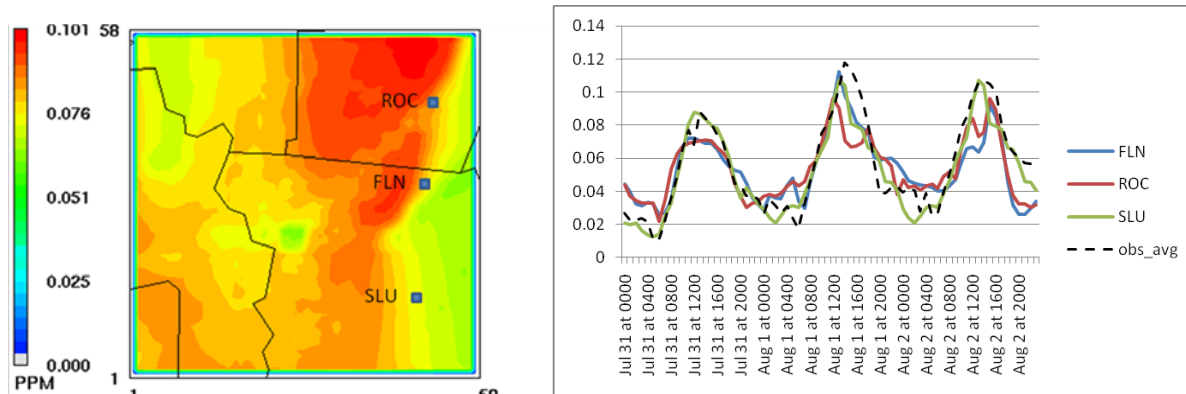 0.101
0.076
0.051
0.025
0.000
PPM
58
1
1
ROC
FLN
SLU
0.14
0.12
0.1
0.08
0.06
0.04
0.02
0
Jul 31 at 0000
Jul 31 at 0400
Jul 31 at 0800
Jul 31 at 1200
Jul 31 at 1600
Jul 31 at 2000
Aug 1 at 0000
Aug 1 at 0400
Aug 1 at 0800
Aug 1 at 1200
Aug 1 at 1600
Aug 1 at 2000
Aug 2 at 0000
Aug 2 at 0400
Aug 2 at 0800
Aug 2 at 1200
Aug 2 at 1600
Aug 2 at 2000
FLN
ROC
SLU
obs_avg